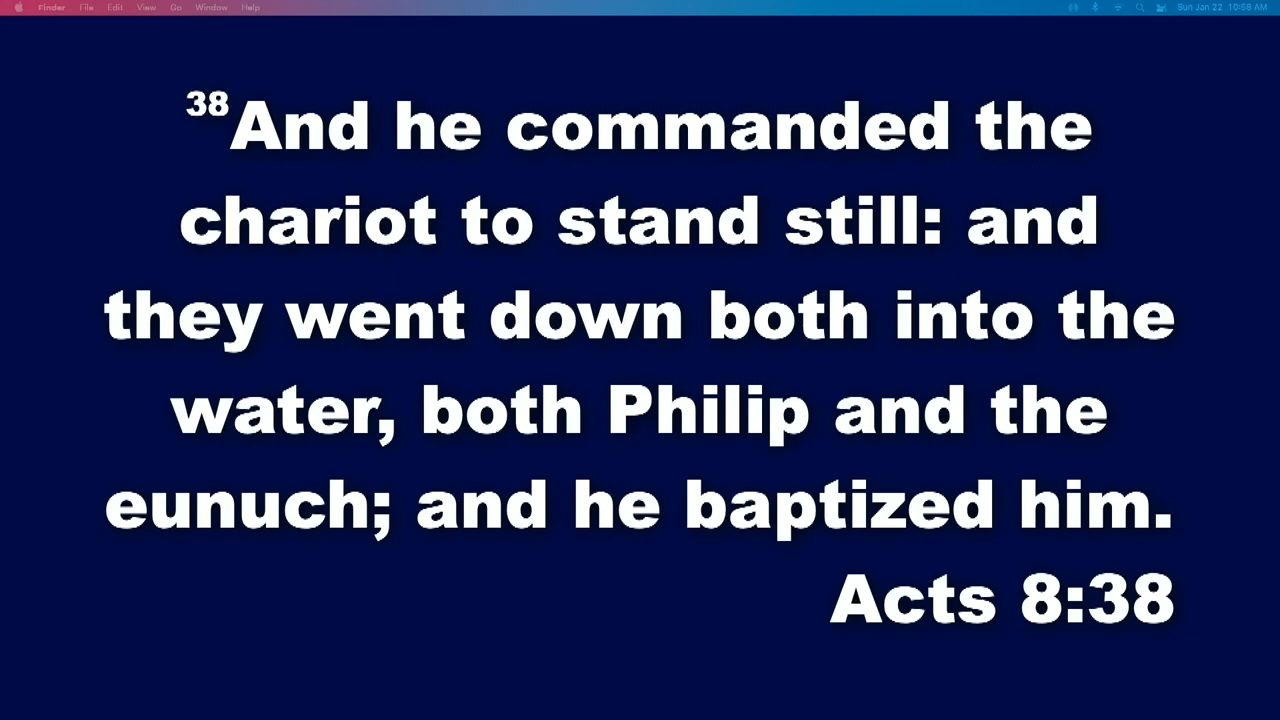 Finder File Edit View Go Window Help Sun Jan 22 10:58 AM
38And he commanded the
chariot to stand still: and
they went down both into the
water, both Philip and the
eunuch; and he baptized him.
Acts 8:38